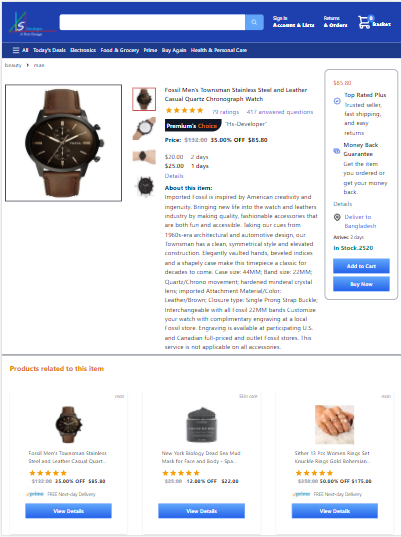 Sign in
Account & Lists
Returns
& Orders
0
Basket
All Today's Deals Electronics Food & Grocery Prime Buy Again Health & Personal Care
beauty > man
Fossil Men's Townsman Stainless Steel and Leather
Casual Quartz Chronograph Watch
79 ratings 417 answered questions
Premium's Choice "Hs-Developer"
Price: $132.00 35.00% OFF $85.80
$20.00 2 days
$25.00 1 days
Details
About this item:
Imported Fossil is inspired by American creativity and
ingenuity. Bringing new life into the watch and leathers
industry by making quality, fashionable accessories that
are both fun and accessible. Taking our cues from
1960s-era architectural and automotive design, our
Townsman has a clean, symmetrical style and elevated
construction. Elegantly vaulted hands, beveled indices
and a shapely case make this timepiece a classic for
decades to come. Case size: 44MM; Band size: 22MM;
Quartz/Chrono movement; hardened mineral crystal
lens; imported Attachment Material/Color:
Leather/Brown; Closure type: Single Prong Strap Buckle;
Interchangeable with all Fossil 22MM bands Customize
your watch with complimentary engraving at a local
Fossil store. Engraving is available at participating U.S.
and Canadian full-priced and outlet Fossil stores. This
service is not applicable on all accessories.
$85.80
Top Rated Plus
Trusted seller,
fast shipping,
and easy
returns
Money Back
Guarantee
Get the item
you ordered or
get your money
back.
Details
Deliver to
Bangladesh
Arrives: 2 days
In Stock.2520
Add to Cart
Buy Now
Products related to this item
man
Fossil Men's Townsman Stainless
Steel and Leather Casual Quart...
$132.00 35.00% OFF $85.80
prime FREE Next-day Delivery
View Details
Skin care
New York Biology Dead Sea Mud
Mask for Face and Body - Spa...
$25.00 12.00% OFF $22.00
View Details
man
Sither 13 Pcs Women Rings Set
Knuckle Rings Gold Bohemian...
$350.00 50.00% OFF $175.00
prime FREE Next-day Delivery
View Details